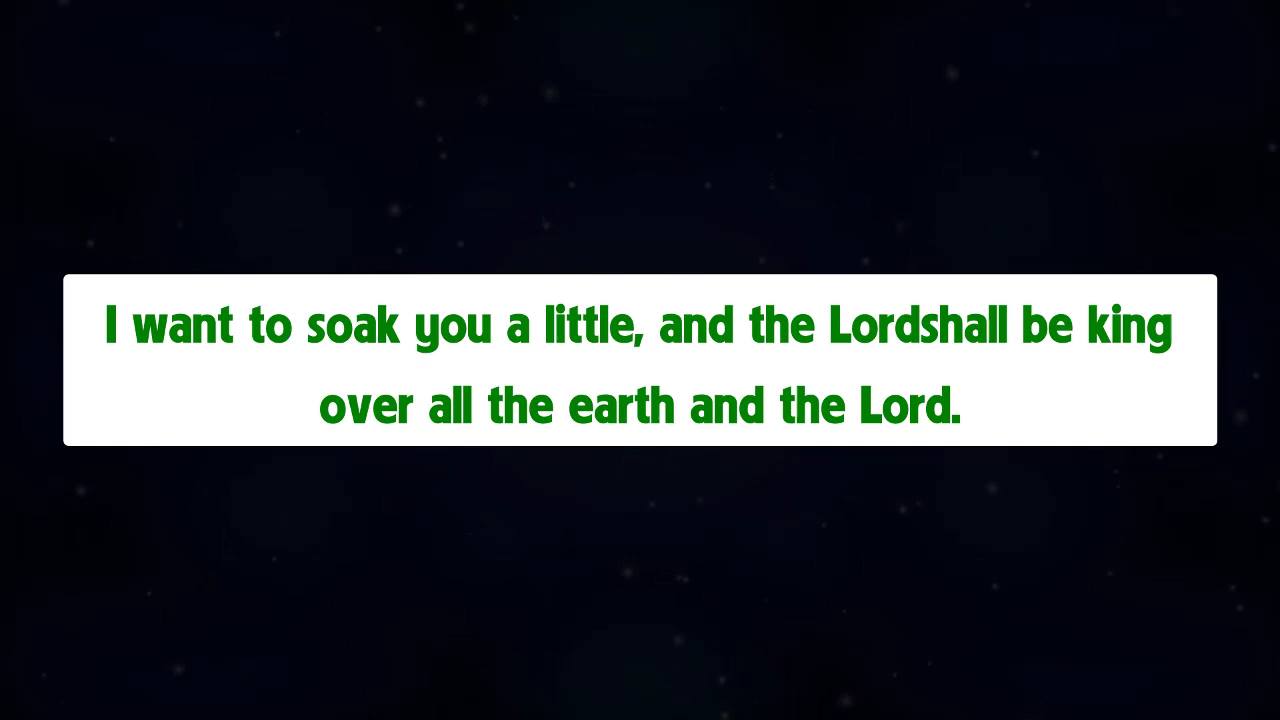 I want to soak you a little, and the Lordshall be king
over all the earth and the Lord.